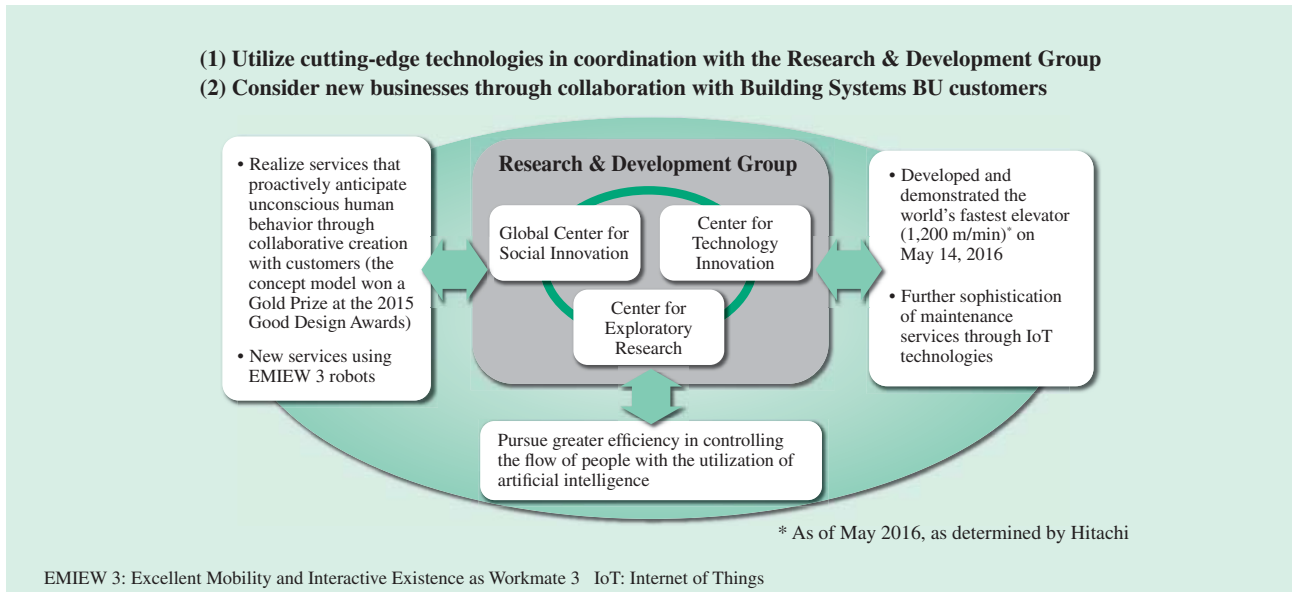 (1) Utilize cutting-edge technologies in coordination with the Research & Development Group
(2) Consider new businesses through collaboration with Building Systems BU customers
• Realize services that
proactively anticipate
unconscious human
behavior through
collaborative creation
with customers (the
concept model won a
Gold Prize at the 2015
Good Design Awards)
• New services using
EMIEW 3 robots
Research & Development Group
Global Center for
Social Innovation
Center for
Technology
Innovation
Center for
Exploratory
Research
• Developed and
demonstrated the
world's fastest elevator
(1,200 m/min)* on
May 14, 2016
• Further sophistication
of maintenance
services through IoT
technologies
Pursue greater efficiency in controlling
the flow of people with the utilization of
artificial intelligence
* As of May 2016, as determined by Hitachi
EMIEW 3: Excellent Mobility and Interactive Existence as Workmate 3   IoT: Internet of Things